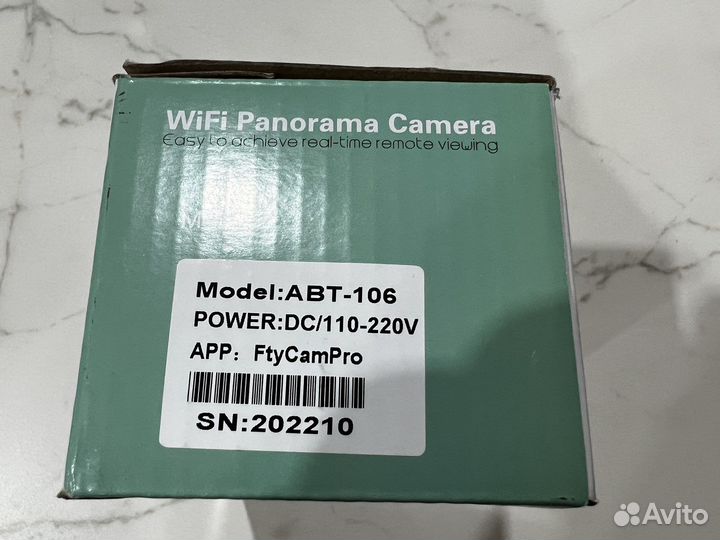 WiFi Panorama Camera
Easy to achieve real-time remote viewing
M
Model:ABT-106
POWER:DC/110-220V
APP: FtyCamPro
SN:202210
Avito